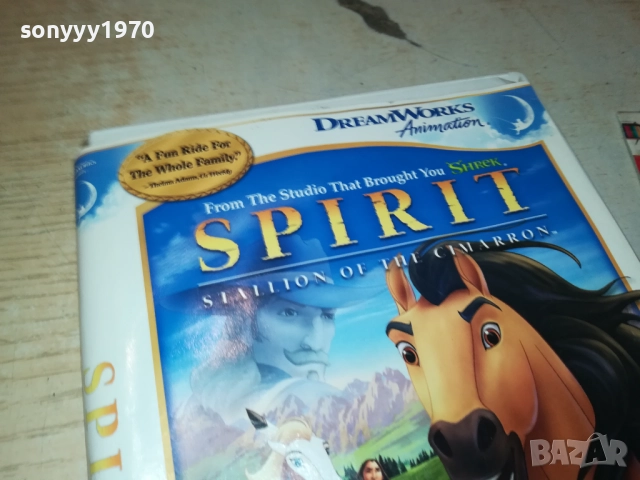 sonyyy1970
DREAMWORKS
Animation
"A Fun Ride For
The Whole Family."
From The Studio That Brought You SHREK
SPIRIT
STALLION OF THE CIMARRON
SPI
BAZAR